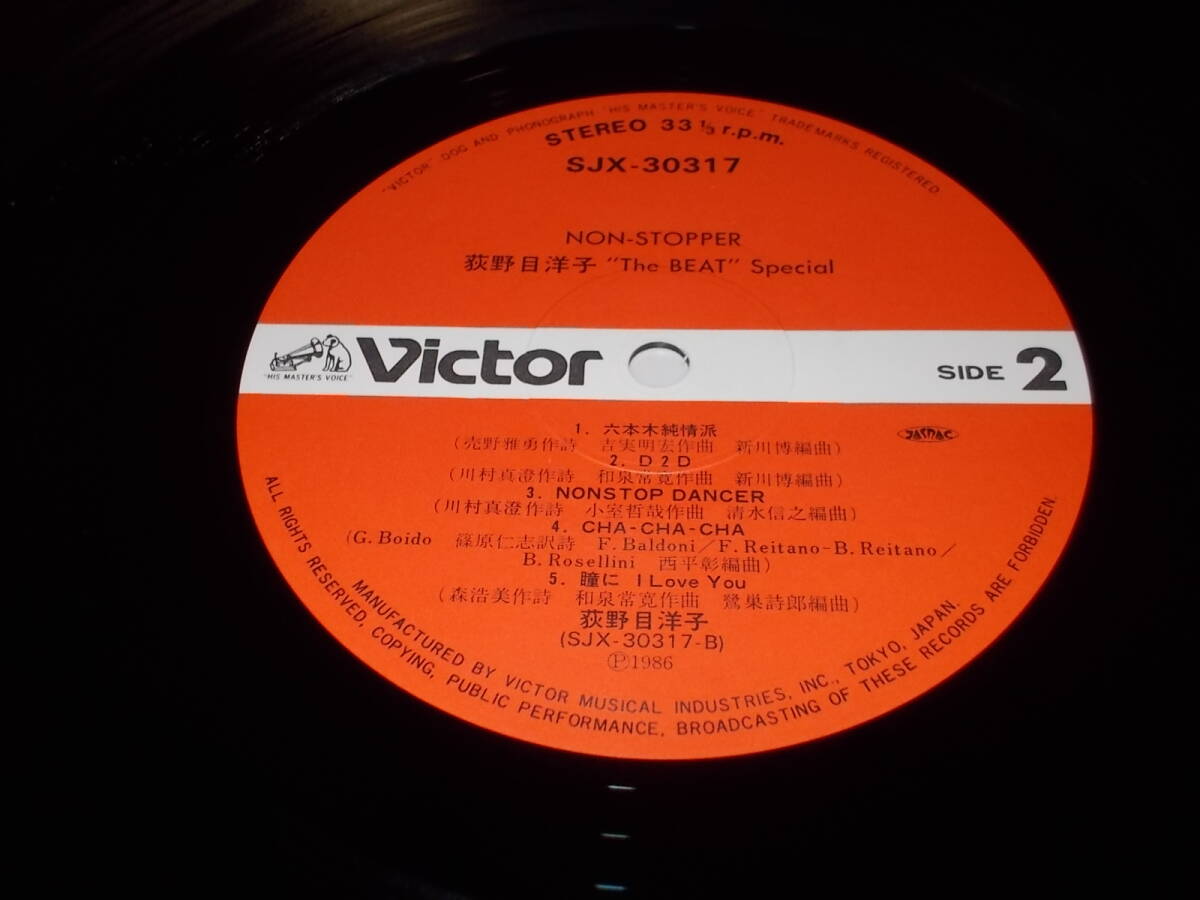 "VICTOR" DOG AND PHONOGRAPH "HIS MASTER'S VOICE" TRADEMARKS REGISTERED
STEREO 33 1/3 r.p.m.
SJX-30317
NON-STOPPER
荻野目洋子 "The BEAT" Special
"HIS MASTER'S VOICE"
Victor
SIDE 2
1. 六本木純情派
(売野雅勇作詩 吉実明宏作曲 新川博編曲)
JASRAC
2. D2D
(川村真澄作詩 和泉常寛作曲 新川博編曲)
3. NONSTOP DANCER
(川村真澄作詩 小室哲哉作曲 清水信之編曲)
4. CHA-CHA-CHA
(G. Boido 篠原仁志訳詩 F. Baldoni/F. Reitano-B. Reitano/
B. Rosellini 西平彰編曲)
5. 瞳に I Love You
(森浩美作詩 和泉常寛作曲 鷺巣詩郎編曲)
荻野目洋子
(SJX-30317-B)
Ⓟ1986
MANUFACTURED BY VICTOR MUSICAL INDUSTRIES, INC., TOKYO, JAPAN.
ALL RIGHTS RESERVED, COPYING, PUBLIC PERFORMANCE, BROADCASTING OF THESE RECORDS ARE FORBIDDEN.